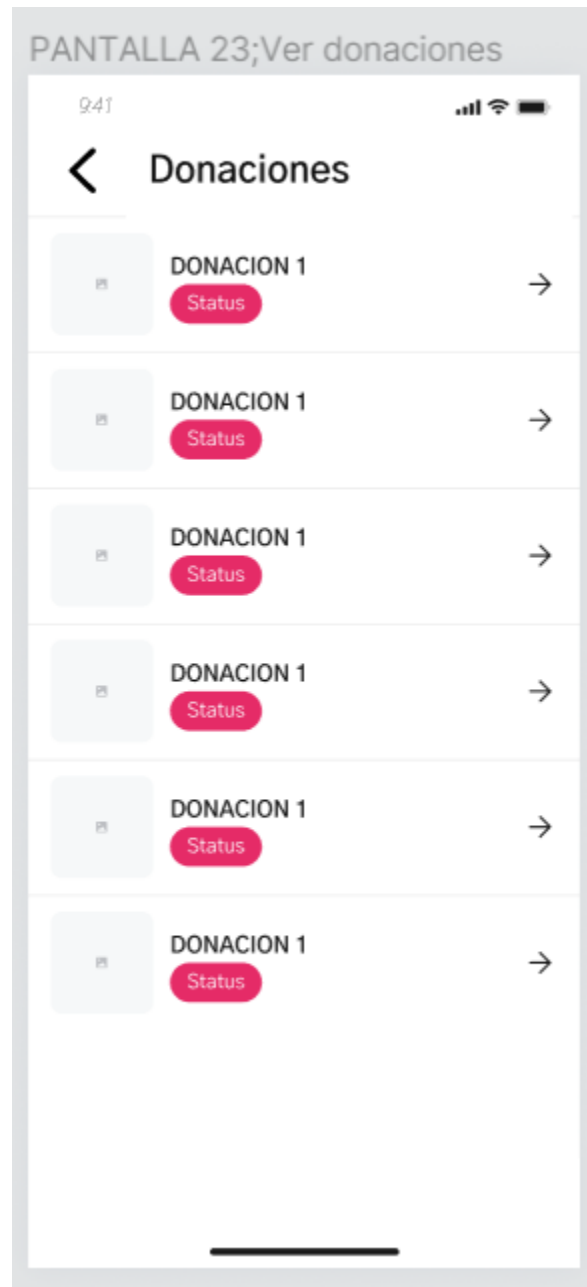 PANTALLA 23;Ver donaciones
9:41
Donaciones
DONACION 1
Status
DONACION 1
Status
DONACION 1
Status
DONACION 1
Status
DONACION 1
Status
DONACION 1
Status